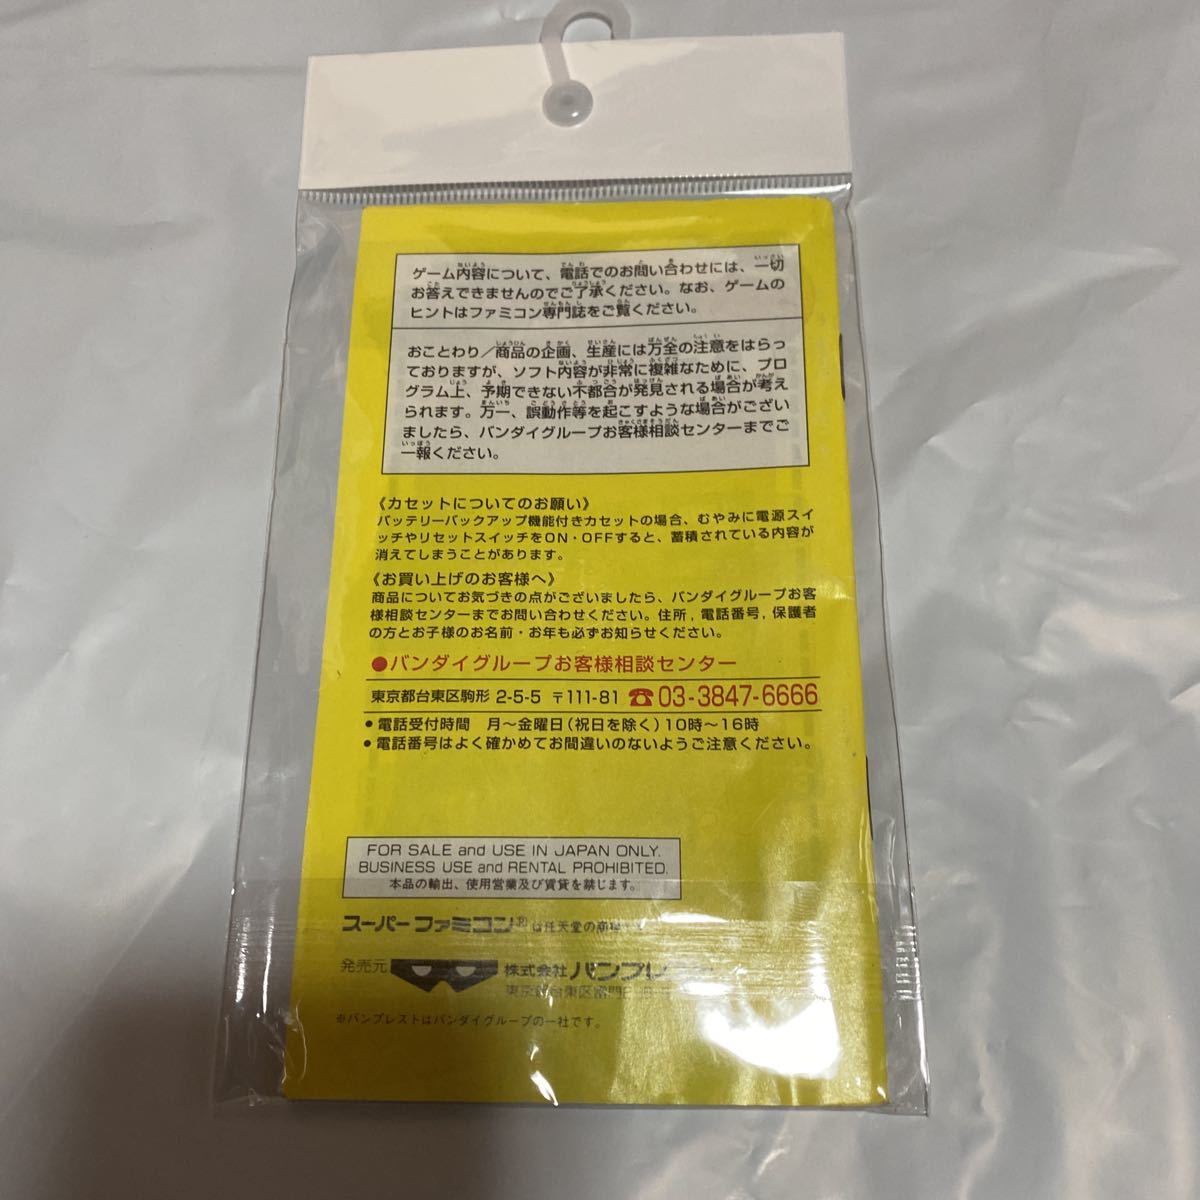 ゲーム内容について、電話でのお問い合わせには、一切
お答えできませんのでご了承ください。なお、ゲームの
ヒントはファミコン専門誌をご覧ください。
おことわり／商品の企画、生産には万全の注意をはらっ
ておりますが、ソフト内容が非常に複雑なために、プロ
グラム上、予期できない不都合が発見される場合が考え
られます。万一、誤動作等を起こすような場合がござい
ましたら、バンダイグループお客様相談センターまでご
一報ください。
《カセットについてのお願い》
バッテリーバックアップ機能付きカセットの場合、むやみに電源スイ
ッチやリセットスイッチをON・OFFすると、蓄積されている内容が
消えてしまうことがあります。
《お買い上げのお客様へ》
商品についてお気づきの点がございましたら、バンダイグループお客
様相談センターまでお問い合わせください。住所，電話番号，保護者
の方とお子様のお名前・お年も必ずお知らせください。
●バンダイグループお客様相談センター
東京都台東区駒形 2-5-5 〒111-81 ☎03-3847-6666
●電話受付時間 月〜金曜日（祝日を除く）10時〜16時
●電話番号はよく確かめてお間違いのないようご注意ください。
FOR SALE and USE IN JAPAN ONLY.
BUSINESS USE and RENTAL PROHIBITED.
本品の輸出、使用営業及び賃貸を禁じます。
スーパーファミコン®は任天堂の商標
発売元 株式会社バンプレ
東京都台東区雷門2
※バンプレストはバンダイグループの一社です。